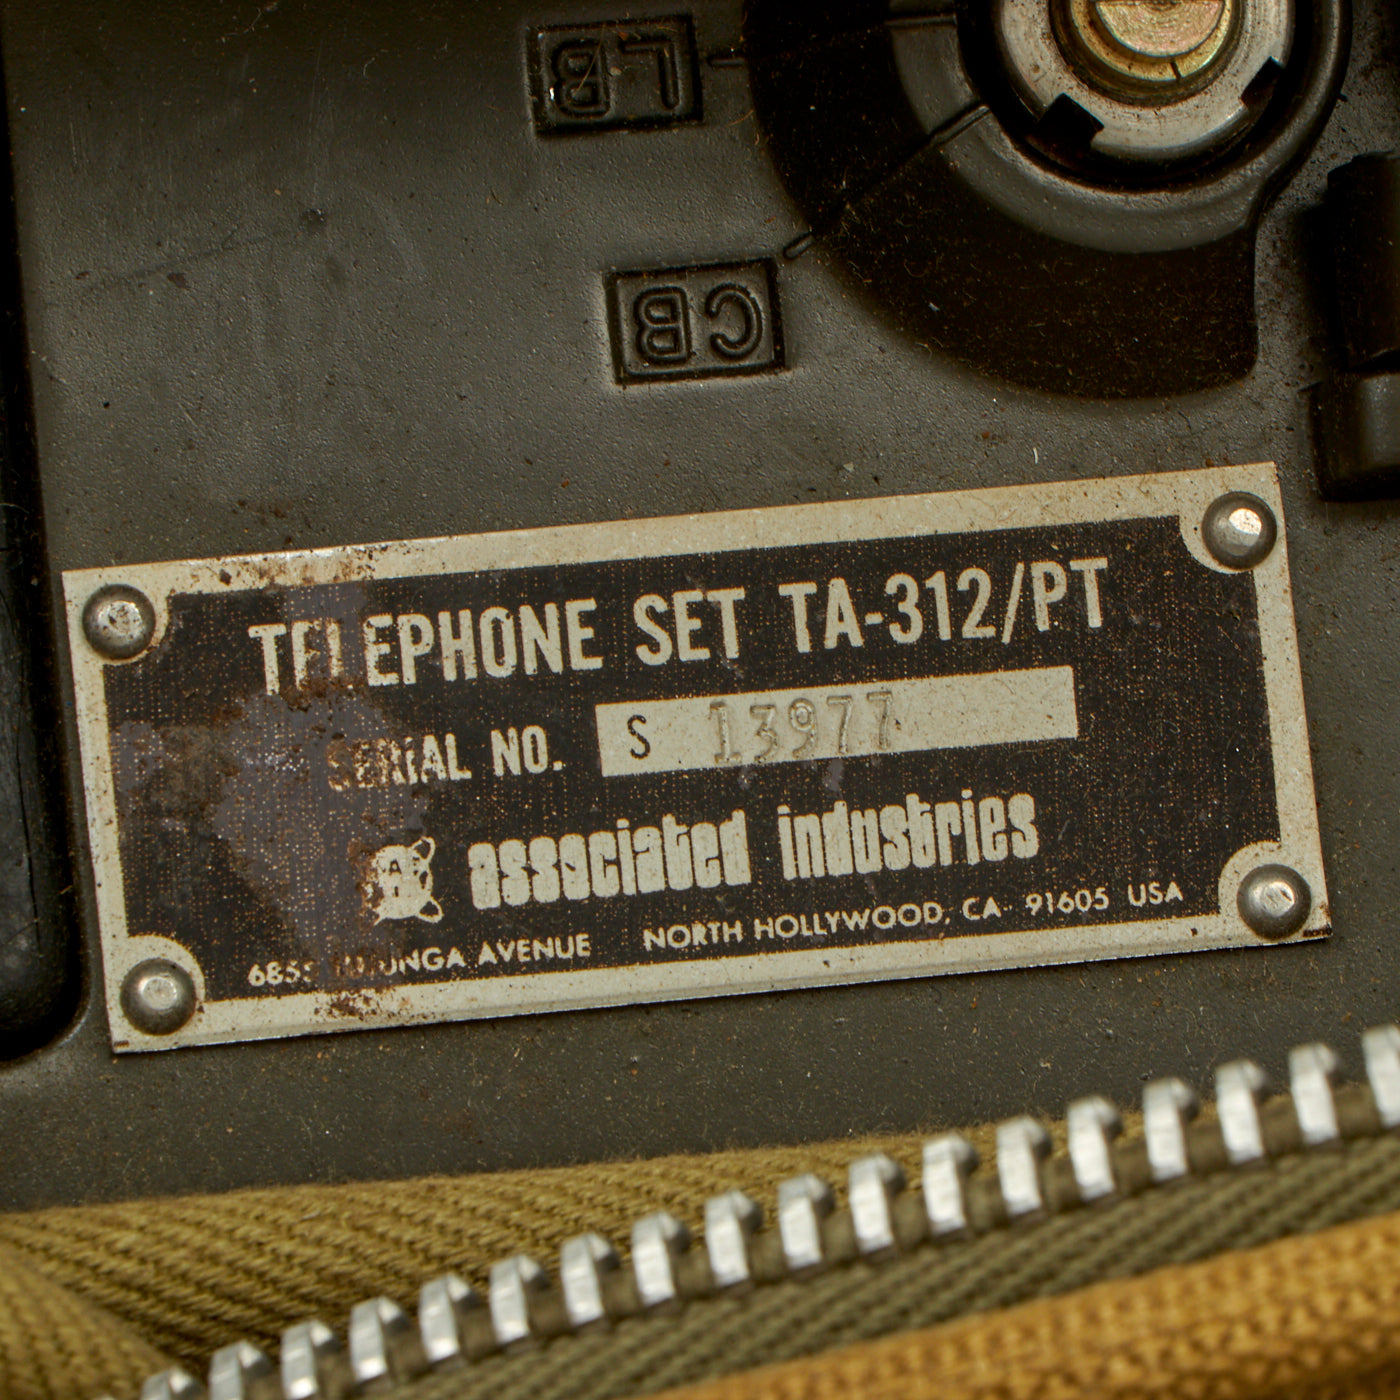 LB
CB
TELEPHONE SET TA-312/PT
SERIAL NO. S 13977
associated industries
AVENUE NORTH HOLLYWOOD, CA 91605 USA